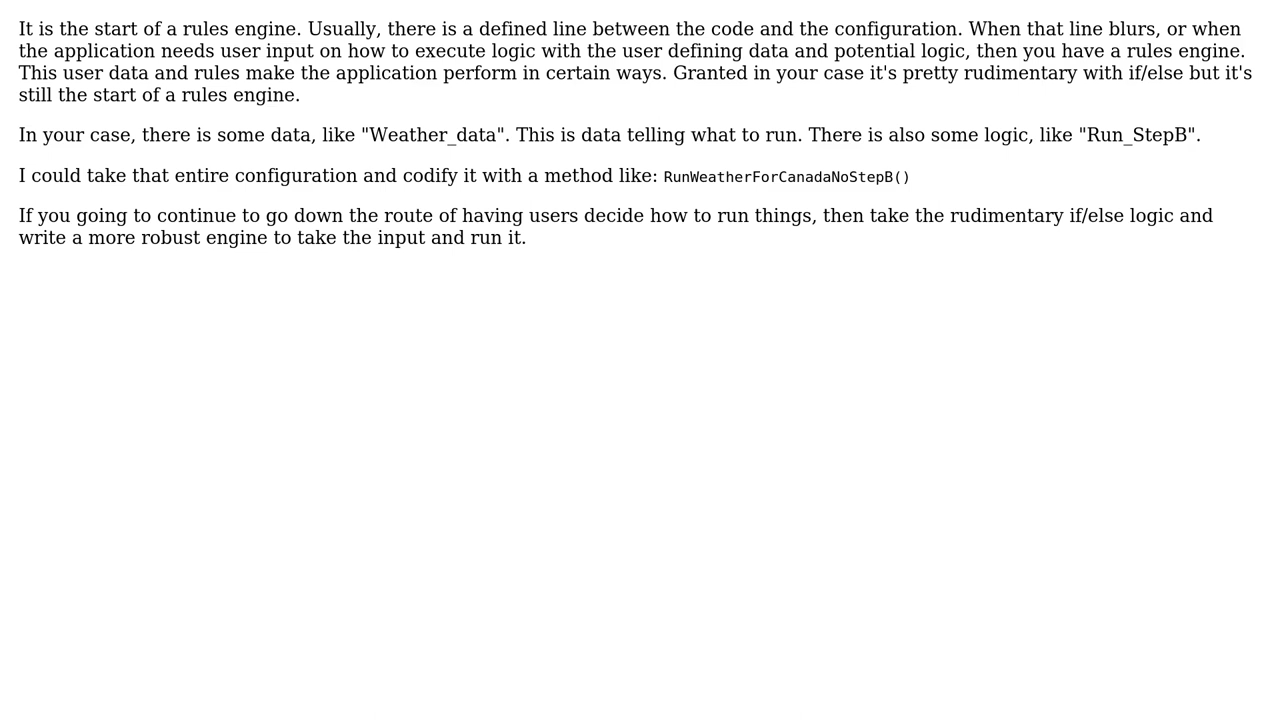 It is the start of a rules engine. Usually, there is a defined line between the code and the configuration. When that line blurs, or when
the application needs user input on how to execute logic with the user defining data and potential logic, then you have a rules engine.
This user data and rules make the application perform in certain ways. Granted in your case it's pretty rudimentary with if/else but it's
still the start of a rules engine.
In your case, there is some data, like "Weather_data". This is data telling what to run. There is also some logic, like "Run_StepB".
I could take that entire configuration and codify it with a method like: RunWeatherForCanadaNoStepB()
If you going to continue to go down the route of having users decide how to run things, then take the rudimentary if/else logic and
write a more robust engine to take the input and run it.